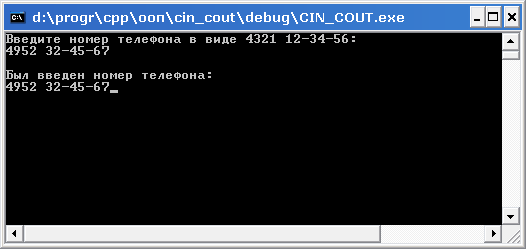 d:\progr\cpp\oon\cin_cout\debug\CIN_COUT.exe
Введите номер телефона в виде 4321 12-34-56:
4952 32-45-67
Был введен номер телефона:
4952 32-45-67